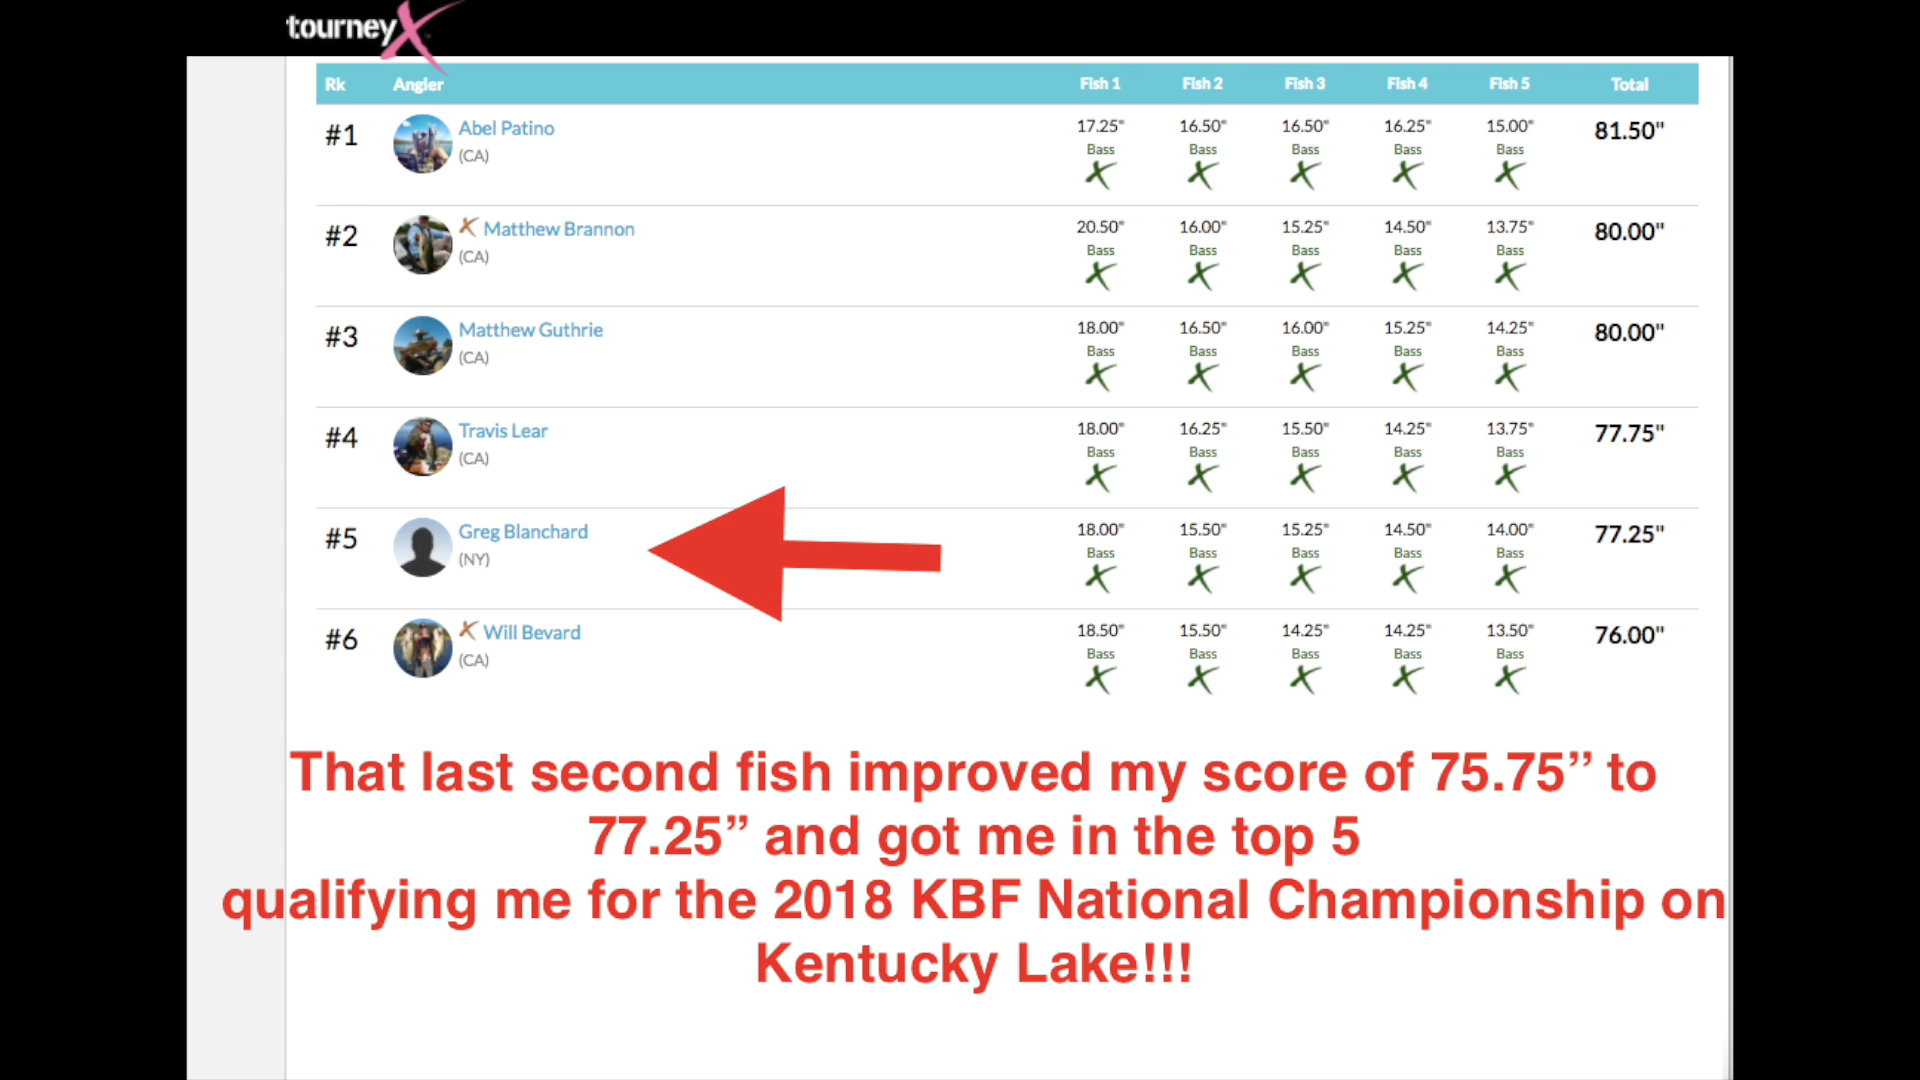 tourneyX
Rk Angler Fish 1 Fish 2 Fish 3 Fish 4 Fish 5 Total
#1 Abel Patino 17.25" 16.50" 16.50" 16.25" 15.00" 81.50"
(CA) Bass Bass Bass Bass Bass
#2 Matthew Brannon 20.50" 16.00" 15.25" 14.50" 13.75" 80.00"
(CA) Bass Bass Bass Bass Bass
#3 Matthew Guthrie 18.00" 16.50" 16.00" 15.25" 14.25" 80.00"
(CA) Bass Bass Bass Bass Bass
#4 Travis Lear 18.00" 16.25" 15.50" 14.25" 13.75" 77.75"
(CA) Bass Bass Bass Bass Bass
#5 Greg Blanchard 18.00" 15.50" 15.25" 14.50" 14.00" 77.25"
(NY) Bass Bass Bass Bass Bass
#6 Will Bevard 18.50" 15.50" 14.25" 14.25" 13.50" 76.00"
(CA) Bass Bass Bass Bass Bass
That last second fish improved my score of 75.75” to
77.25” and got me in the top 5
qualifying me for the 2018 KBF National Championship on
Kentucky Lake!!!